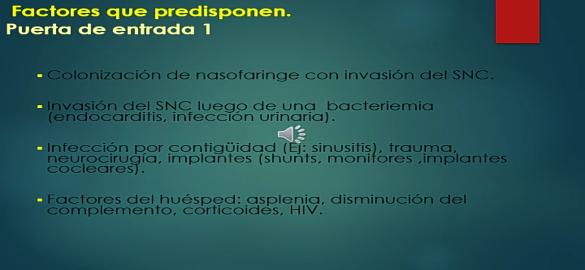 Factores que predisponen.
Puerta de entrada 1
Colonización de nasofaringe con invasión del SNC.
Invasión del SNC luego de una bacteriemia
(endocarditis, infección urinaria).
Infección por contigüidad (Ej: sinusitis), trauma,
neurocirugía, implantes (shunts, monitores ,implantes
cocleares).
Factores del huésped: asplenia, disminución del
complemento, corticoides, HIV.